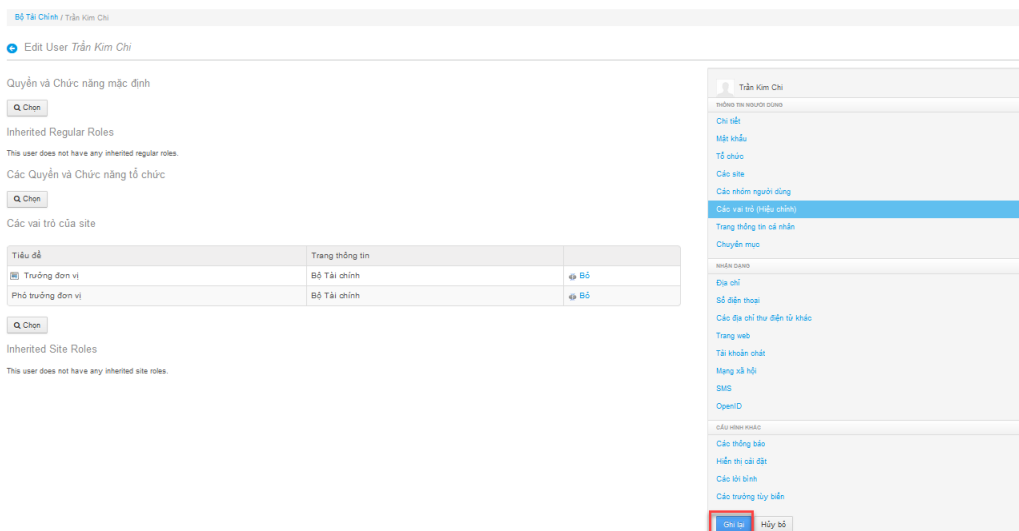 Bộ Tài Chính / Trần Kim Chi
Edit User Trần Kim Chi
Quyền và Chức năng mặc định
Chọn
Inherited Regular Roles
This user does not have any inherited regular roles.
Các Quyền và Chức năng tổ chức
Chọn
Các vai trò của site
Tiêu đề Trang thông tin
Trưởng đơn vị Bộ Tài chính Bỏ
Phó trưởng đơn vị Bộ Tài chính Bỏ
Chọn
Inherited Site Roles
This user does not have any inherited site roles.
Trần Kim Chi
THÔNG TIN NGƯỜI DÙNG
Chi tiết
Mật khẩu
Tổ chức
Các site
Các nhóm người dùng
Các vai trò (Hiệu chỉnh)
Trang thông tin cá nhân
Chuyên mục
NHẬN DẠNG
Địa chỉ
Số điện thoại
Các địa chỉ thư điện tử khác
Trang web
Tài khoản chát
Mạng xã hội
SMS
OpenID
CẤU HÌNH KHÁC
Các thông báo
Hiển thị cài đặt
Các lời bình
Các trường tùy biến
Ghi lại Hủy bỏ